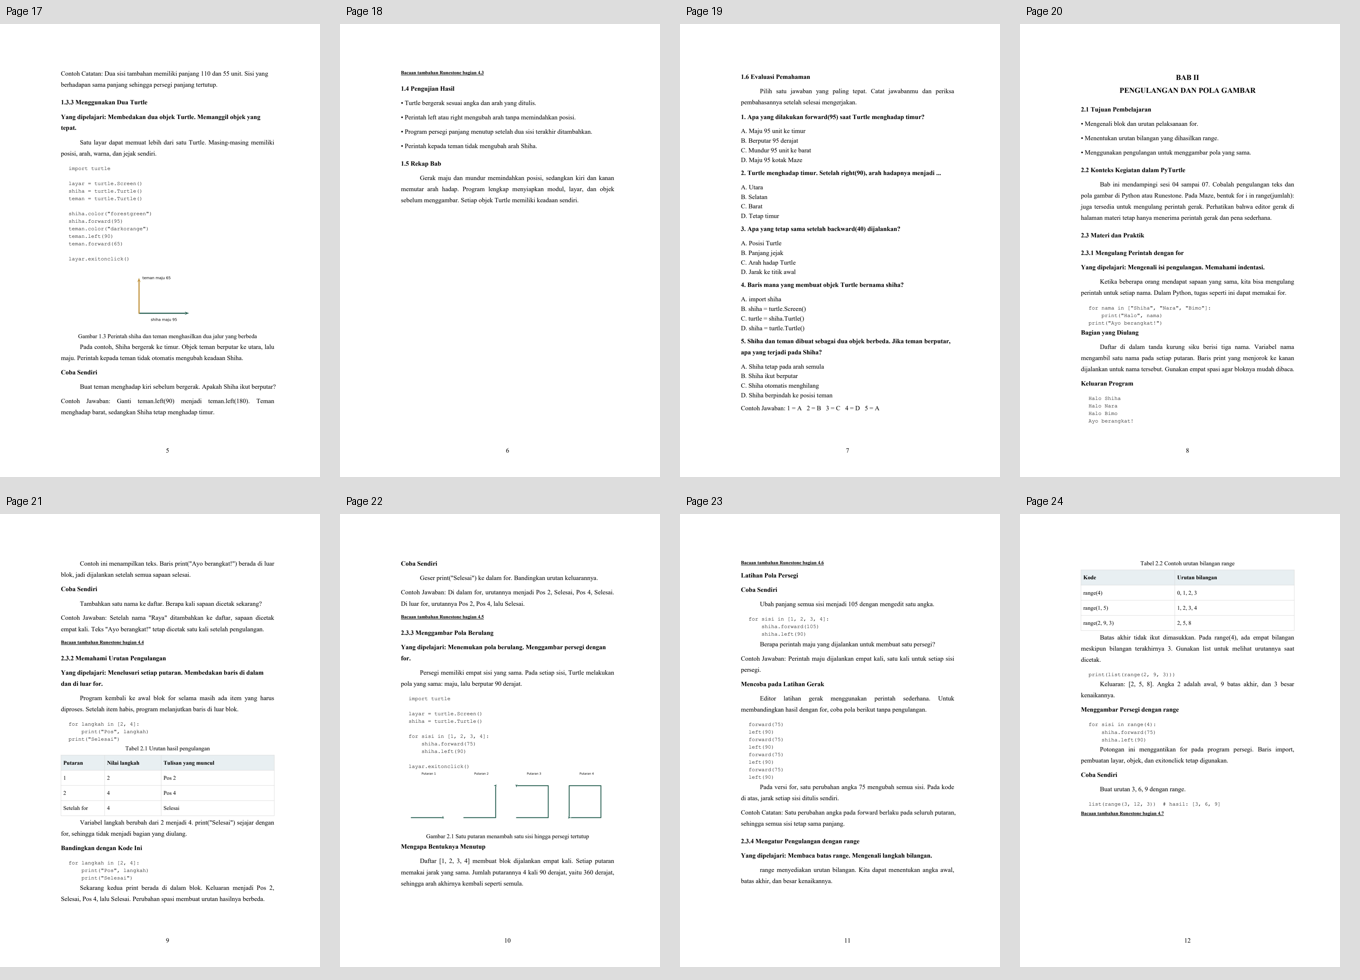 Page 17
Contoh Catatan: Dua sisi tambahan memiliki panjang 110 dan 55 unit. Sisi yang
berhadapan sama panjang sehingga persegi panjang tertutup.
1.3.3 Menggunakan Dua Turtle
Yang dipelajari: Membedakan dua objek Turtle. Memanggil objek yang
tepat.
Satu layar dapat memuat lebih dari satu Turtle. Masing-masing memiliki
posisi, arah, warna, dan jejak sendiri.
import turtle
layar = turtle.Screen()
shiha = turtle.Turtle()
teman = turtle.Turtle()
shiha.color("forestgreen")
shiha.forward(95)
teman.color("darkorange")
teman.left(90)
teman.forward(65)
layar.exitonclick()
teman maju 65
shiha maju 95
Gambar 1.3 Perintah shiha dan teman menghasilkan dua jalur yang berbeda
Pada contoh, Shiha bergerak ke timur. Objek teman berputar ke utara, lalu
maju. Perintah kepada teman tidak otomatis mengubah keadaan Shiha.
Coba Sendiri
Buat teman menghadap kiri sebelum bergerak. Apakah Shiha ikut berputar?
Contoh Jawaban: Ganti teman.left(90) menjadi teman.left(180). Teman
menghadap barat, sedangkan Shiha tetap menghadap timur.
5
Page 18
Bacaan tambahan Runestone bagian 4.3
1.4 Pengujian Hasil
• Turtle bergerak sesuai angka dan arah yang ditulis.
• Perintah left atau right mengubah arah tanpa memindahkan posisi.
• Program persegi panjang menutup setelah dua sisi terakhir ditambahkan.
• Perintah kepada teman tidak mengubah arah Shiha.
1.5 Rekap Bab
Gerak maju dan mundur memindahkan posisi, sedangkan kiri dan kanan
memutar arah hadap. Program lengkap menyiapkan modul, layar, dan objek
sebelum menggambar. Setiap objek Turtle memiliki keadaan sendiri.
6
Page 19
1.6 Evaluasi Pemahaman
Pilih satu jawaban yang paling tepat. Catat jawabanmu dan periksa
pembahasannya setelah selesai mengerjakan.
1. Apa yang dilakukan forward(95) saat Turtle menghadap timur?
A. Maju 95 unit ke timur
B. Berputar 95 derajat
C. Mundur 95 unit ke barat
D. Maju 95 kotak Maze
2. Turtle menghadap timur. Setelah right(90), arah hadapnya menjadi ...
A. Utara
B. Selatan
C. Barat
D. Tetap timur
3. Apa yang tetap sama setelah backward(40) dijalankan?
A. Posisi Turtle
B. Panjang jejak
C. Arah hadap Turtle
D. Jarak ke titik awal
4. Baris mana yang membuat objek Turtle bernama shiha?
A. import shiha
B. shiha = turtle.Screen()
C. turtle = shiha.Turtle()
D. shiha = turtle.Turtle()
5. Shiha dan teman dibuat sebagai dua objek berbeda. Jika teman berputar,
apa yang terjadi pada Shiha?
A. Shiha tetap pada arah semula
B. Shiha ikut berputar
C. Shiha otomatis menghilang
D. Shiha berpindah ke posisi teman
Contoh Jawaban: 1 = A 2 = B 3 = C 4 = D 5 = A
7
Page 20
BAB II
PENGULANGAN DAN POLA GAMBAR
2.1 Tujuan Pembelajaran
• Mengenali blok dan urutan pelaksanaan for.
• Menentukan urutan bilangan yang dihasilkan range.
• Menggunakan pengulangan untuk menggambar pola yang sama.
2.2 Konteks Kegiatan dalam PyTurtle
Bab ini mendampingi sesi 04 sampai 07. Cobalah pengulangan teks dan
pola gambar di Python atau Runestone. Pada Maze, bentuk for i in range(jumlah):
juga tersedia untuk mengulang perintah gerak. Perhatikan bahwa editor gerak di
halaman materi tetap hanya menerima perintah gerak dan pena sederhana.
2.3 Materi dan Praktik
2.3.1 Mengulang Perintah dengan for
Yang dipelajari: Mengenali isi pengulangan. Memahami indentasi.
Ketika beberapa orang mendapat sapaan yang sama, kita bisa mengulang
perintah untuk setiap nama. Dalam Python, tugas seperti ini dapat memakai for.
for name in ["Shiha", "Nara", "Bimo"]:
print("Halo", nama)
print("Ayo berangkat!")
Bagian yang Diulang
Daftar di dalam tanda kurung siku berisi tiga nama. Variabel nama
mengambil satu nama pada setiap putaran. Baris print yang menjorok ke kanan
dijalankan untuk nama tersebut. Gunakan empat spasi agar bloknya mudah dibaca.
Keluaran Program
Halo Shiha
Halo Nara
Halo Bimo
Ayo berangkat!
8
Page 21
Contoh ini menampilkan teks. Baris print("Ayo berangkat!") berada di luar
blok, jadi dijalankan setelah semua sapaan selesai.
Coba Sendiri
Tambahkan satu nama ke daftar. Berapa kali sapaan dicetak sekarang?
Contoh Jawaban: Setelah nama "Raya" ditambahkan ke daftar, sapaan dicetak
empat kali. Teks "Ayo berangkat!" tetap dicetak satu kali setelah pengulangan.
Bacaan tambahan Runestone bagian 4.4
2.3.2 Memahami Urutan Pengulangan
Yang dipelajari: Menelusuri setiap putaran. Membedakan baris di dalam
dan di luar for.
Program kembali ke awal blok for selama masih ada item yang harus
diproses. Setelah item habis, program melanjutkan baris di luar blok.
for langkah in [2, 4]:
print("Pos", langkah)
print("Selesai")
Tabel 2.1 Urutan hasil pengulangan
Putaran Nilai langkah Tulisan yang muncul
1 2 Pos 2
2 4 Pos 4
Setelah for 4 Selesai
Variabel langkah berubah dari 2 menjadi 4. print("Selesai") sejajar dengan
for, sehingga tidak menjadi bagian yang diulang.
Bandingkan dengan Kode Ini
for langkah in [2, 4]:
print("Pos", langkah)
print("Selesai")
Sekarang kedua print berada di dalam blok. Keluaran menjadi Pos 2,
Selesai, Pos 4, lalu Selesai. Perubahan spasi membuat urutan hasilnya berbeda.
9
Page 22
Coba Sendiri
Geser print("Selesai") ke dalam for. Bandingkan urutan keluarannya.
Contoh Jawaban: Di dalam for, urutannya menjadi Pos 2, Selesai, Pos 4, Selesai.
Di luar for, urutannya Pos 2, Pos 4, lalu Selesai.
Bacaan tambahan Runestone bagian 4.5
2.3.3 Menggambar Pola Berulang
Yang dipelajari: Menemukan pola berulang. Menggambar persegi dengan
for.
Persegi memiliki empat sisi yang sama. Pada setiap sisi, Turtle melakukan
pola yang sama: maju, lalu berputar 90 derajat.
import turtle
layar = turtle.Screen()
shiha = turtle.Turtle()
for sisi in [1, 2, 3, 4]:
shiha.forward(75)
shiha.left(90)
layar.exitonclick()
Putaran 1 Putaran 2 Putaran 3 Putaran 4
Gambar 2.1 Satu putaran menambah satu sisi hingga persegi tertutup
Mengapa Bentuknya Menutup
Daftar [1, 2, 3, 4] membuat blok dijalankan empat kali. Setiap putaran
memakai jarak yang sama. Jumlah putarannya 4 kali 90 derajat, yaitu 360 derajat,
sehingga arah akhirnya kembali seperti semula.
10
Page 23
Bacaan tambahan Runestone bagian 4.6
Latihan Pola Persegi
Coba Sendiri
Ubah panjang semua sisi menjadi 105 dengan mengedit satu angka.
for sisi in [1, 2, 3, 4]:
shiha.forward(105)
shiha.left(90)
Berapa perintah maju yang dijalankan untuk membuat satu persegi?
Contoh Jawaban: Perintah maju dijalankan empat kali, satu kali untuk setiap sisi
persegi.
Mencoba pada Latihan Gerak
Editor latihan gerak menggunakan perintah sederhana. Untuk
membandingkan hasil dengan for, coba pola berikut tanpa pengulangan.
forward(75)
left(90)
forward(75)
left(90)
forward(75)
left(90)
forward(75)
left(90)
Pada versi for, satu perubahan angka 75 mengubah semua sisi. Pada kode
di atas, jarak setiap sisi ditulis sendiri.
Contoh Catatan: Satu perubahan angka pada forward berlaku pada seluruh putaran,
sehingga semua sisi tetap sama panjang.
2.3.4 Mengatur Pengulangan dengan range
Yang dipelajari: Membaca batas range. Mengenali langkah bilangan.
range menyediakan urutan bilangan. Kita dapat menentukan angka awal,
batas akhir, dan besar kenaikannya.
11
Page 24
Tabel 2.2 Contoh urutan bilangan range
Kode Urutan bilangan
range(4) 0, 1, 2, 3
range(1, 5) 1, 2, 3, 4
range(2, 9, 3) 2, 5, 8
Batas akhir tidak ikut dimasukkan. Pada range(4), ada empat bilangan
meskipun bilangan terakhirnya 3. Gunakan list untuk melihat urutannya saat
dicetak.
print(list(range(2, 9, 3)))
Keluaran: [2, 5, 8]. Angka 2 adalah awal, 9 batas akhir, dan 3 besar
kenaikannya.
Menggambar Persegi dengan range
for sisi in range(4):
shiha.forward(75)
shiha.left(90)
Potongan ini menggantikan for pada program persegi. Baris import,
pembuatan layar, objek, dan exitonclick tetap digunakan.
Coba Sendiri
Buat urutan 3, 6, 9 dengan range.
list(range(3, 12, 3)) # hasil: [3, 6, 9]
Bacaan tambahan Runestone bagian 4.7
12